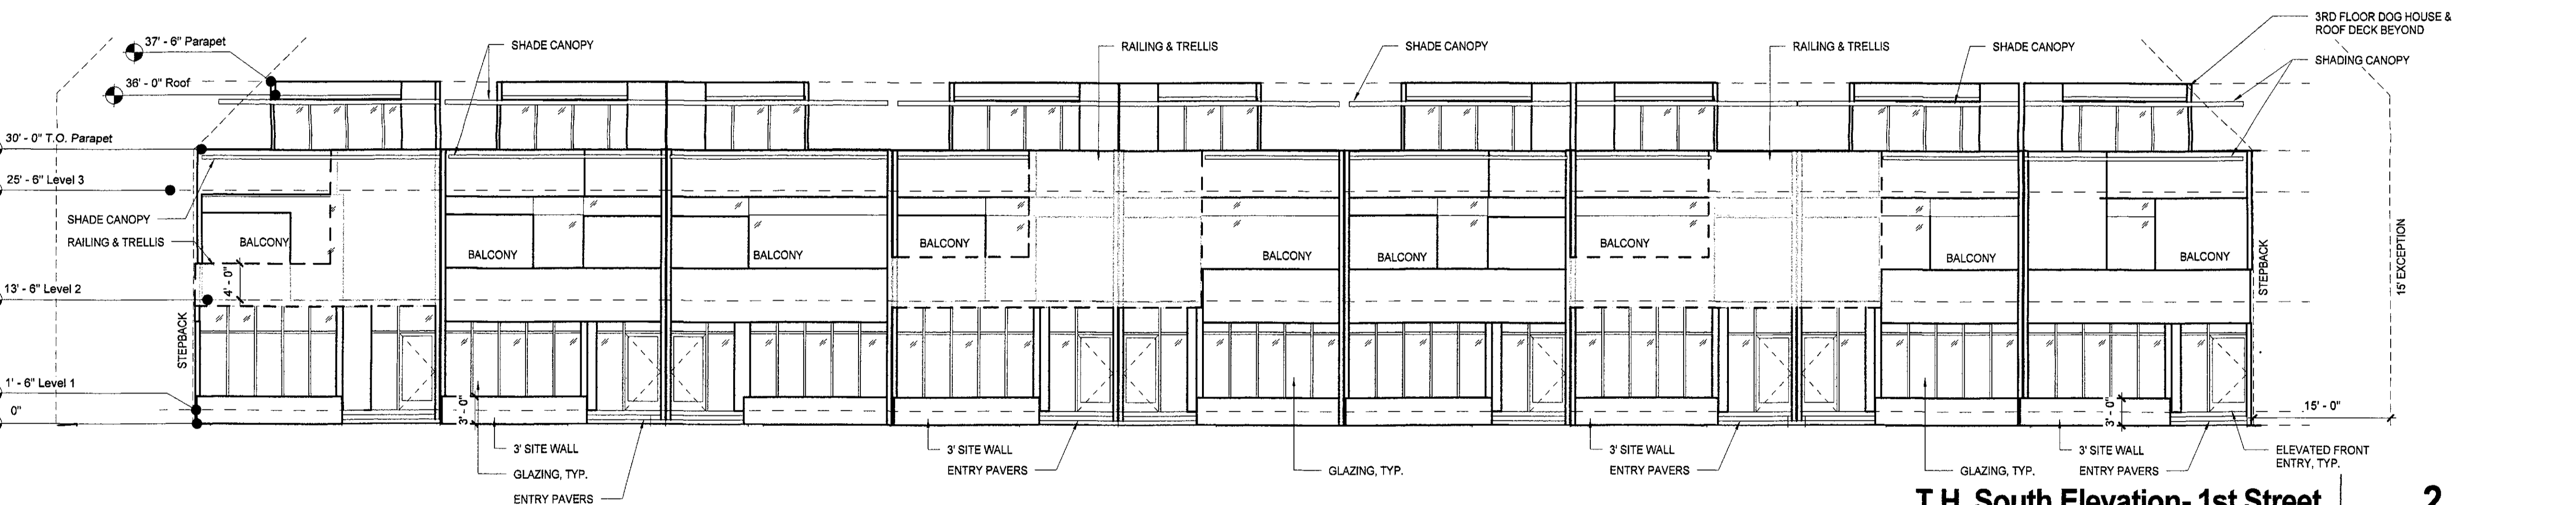 3RD FLOOR DOG HOUSE &
ROOF DECK BEYOND
37' - 6" Parapet
SHADE CANOPY
RAILING & TRELLIS
SHADE CANOPY
RAILING & TRELLIS
SHADE CANOPY
SHADING CANOPY
36' - 0" Roof
30' - 0" T.O. Parapet
25' - 6" Level 3
SHADE CANOPY
RAILING & TRELLIS
BALCONY
BALCONY
BALCONY
BALCONY
BALCONY
BALCONY
BALCONY
BALCONY
BALCONY
STEPBACK
15' EXCEPTION
4' - 0"
13' - 6" Level 2
STEPBACK
1' - 6" Level 1
0"
3' - 0"
3' - 0"
15' - 0"
3' SITE WALL
GLAZING, TYP.
ENTRY PAVERS
3' SITE WALL
ENTRY PAVERS
GLAZING, TYP.
3' SITE WALL
ENTRY PAVERS
GLAZING, TYP.
3' SITE WALL
ENTRY PAVERS
ELEVATED FRONT
ENTRY, TYP.
T.H. South Elevation- 1st Street
2